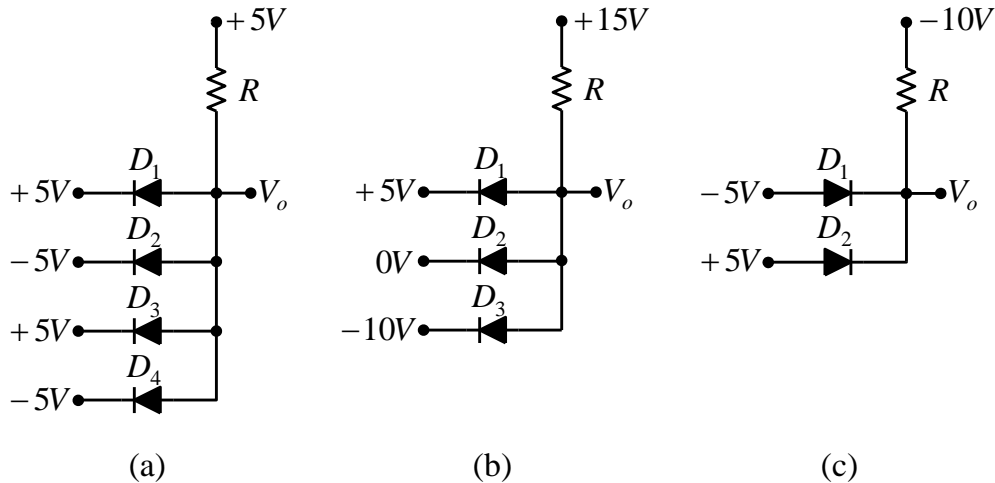 +5V
R
D₁
+5V
Vₒ
D₂
−5V
D₃
+5V
D₄
−5V
(a)
+15V
R
D₁
+5V
Vₒ
D₂
0V
D₃
−10V
(b)
−10V
R
D₁
−5V
Vₒ
D₂
+5V
(c)